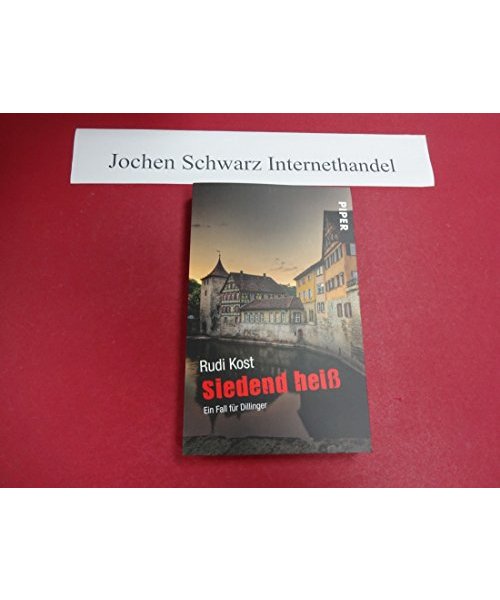 Jochen Schwarz Internethandel
PIPER
Rudi Kost
Siedend heiß
Ein Fall für Dillinger